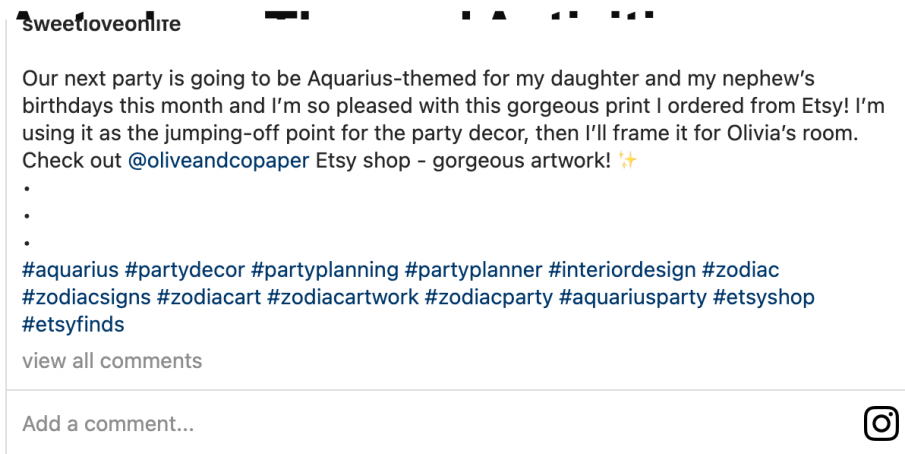 sweetloveonlife
Our next party is going to be Aquarius-themed for my daughter and my nephew’s
birthdays this month and I’m so pleased with this gorgeous print I ordered from Etsy! I’m
using it as the jumping-off point for the party decor, then I’ll frame it for Olivia’s room.
Check out @oliveandcopaper Etsy shop - gorgeous artwork! ✨
.
.
.
#aquarius #partydecor #partyplanning #partyplanner #interiordesign #zodiac
#zodiacsigns #zodiacart #zodiacartwork #zodiacparty #aquariusparty #etsyshop
#etsyfinds
view all comments
Add a comment...